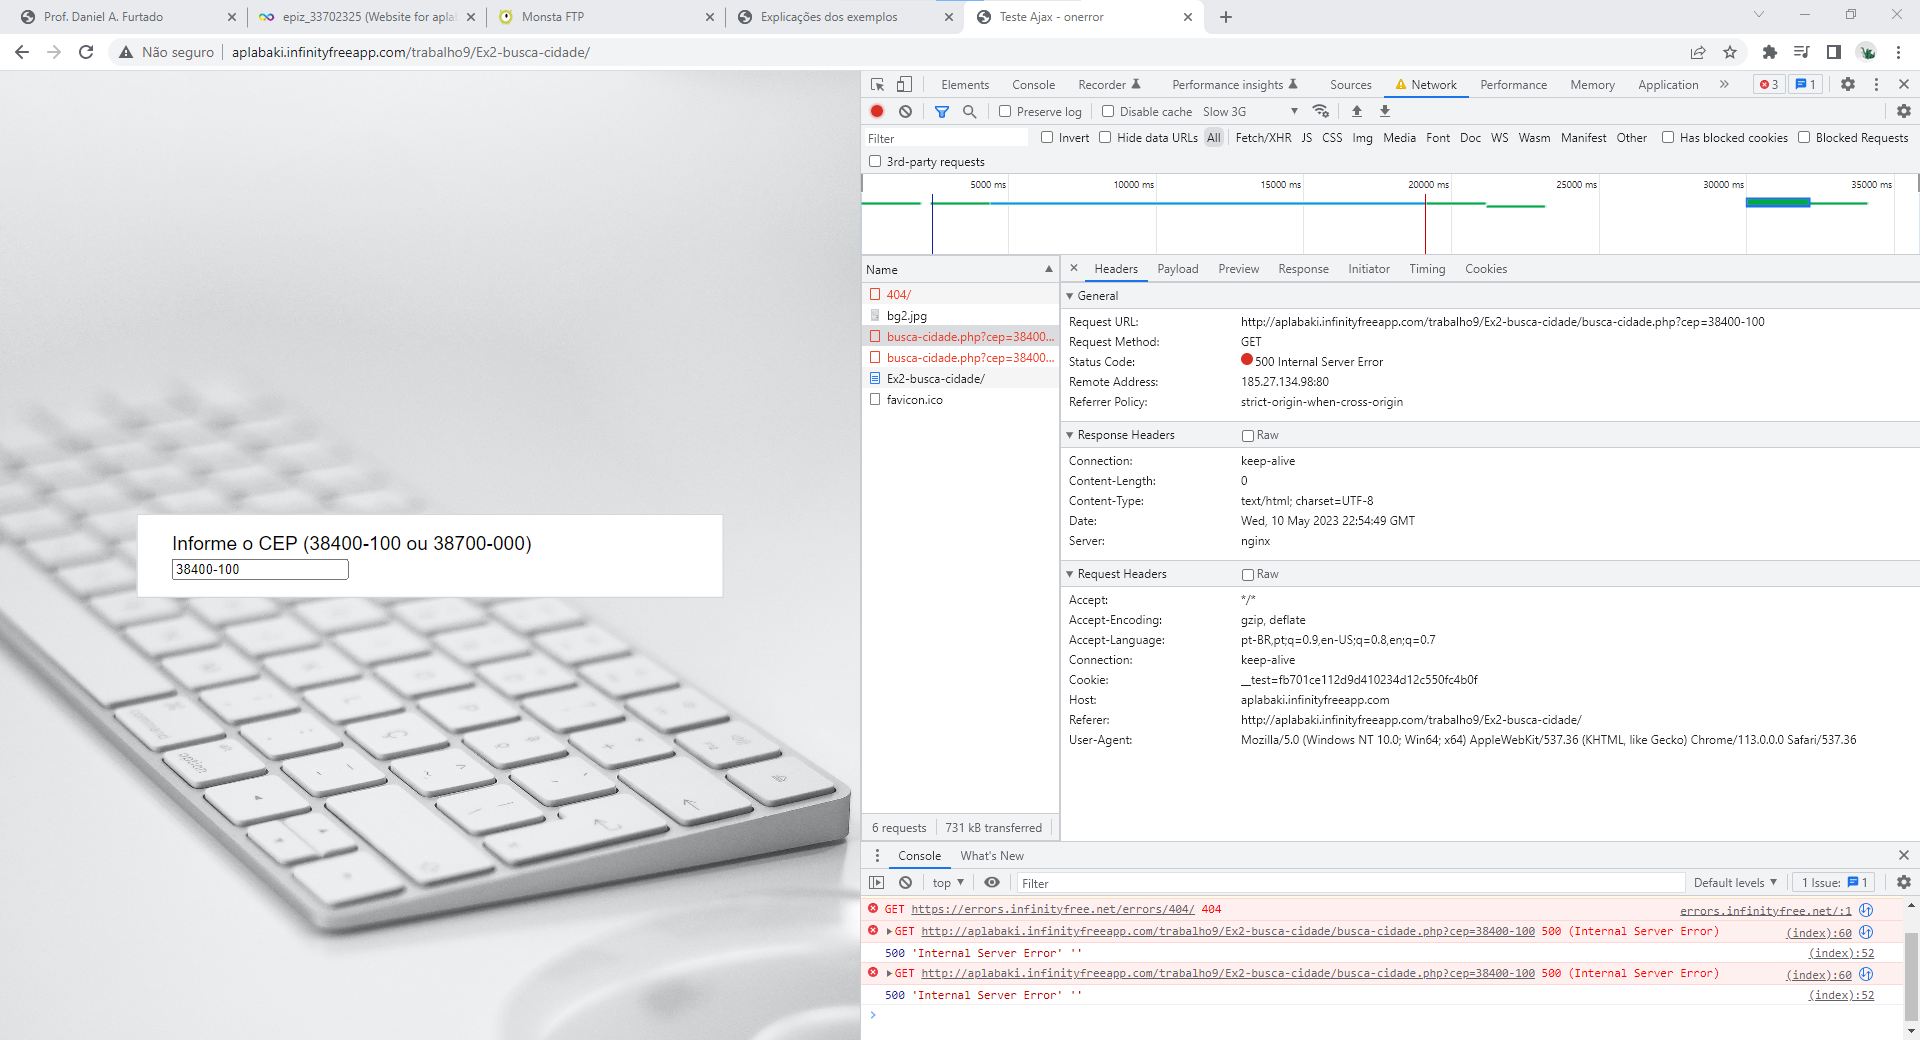 Prof. Daniel A. Furtado
epiz_33702325 (Website for apla
Monsta FTP
Explicações dos exemplos
Teste Ajax - onerror
Não seguro
aplabaki.infinityfreeapp.com/trabalho9/Ex2-busca-cidade/
Elements Console Recorder Performance insights Sources Network Performance Memory Application » 3 1
Preserve log Disable cache Slow 3G
Filter Invert Hide data URLs All Fetch/XHR JS CSS Img Media Font Doc WS Wasm Manifest Other Has blocked cookies Blocked Requests
3rd-party requests
5000 ms 10000 ms 15000 ms 20000 ms 25000 ms 30000 ms 35000 ms
Name
404/
bg2.jpg
busca-cidade.php?cep=38400...
busca-cidade.php?cep=38400...
Ex2-busca-cidade/
favicon.ico
6 requests 731 kB transferred
Headers Payload Preview Response Initiator Timing Cookies
General
Request URL: http://aplabaki.infinityfreeapp.com/trabalho9/Ex2-busca-cidade/busca-cidade.php?cep=38400-100
Request Method: GET
Status Code: 500 Internal Server Error
Remote Address: 185.27.134.98:80
Referrer Policy: strict-origin-when-cross-origin
Response Headers Raw
Connection: keep-alive
Content-Length: 0
Content-Type: text/html; charset=UTF-8
Date: Wed, 10 May 2023 22:54:49 GMT
Server: nginx
Request Headers Raw
Accept: */*
Accept-Encoding: gzip, deflate
Accept-Language: pt-BR,pt;q=0.9,en-US;q=0.8,en;q=0.7
Connection: keep-alive
Cookie: __test=fb701ce112d9d410234d12c550fc4b0f
Host: aplabaki.infinityfreeapp.com
Referer: http://aplabaki.infinityfreeapp.com/trabalho9/Ex2-busca-cidade/
User-Agent: Mozilla/5.0 (Windows NT 10.0; Win64; x64) AppleWebKit/537.36 (KHTML, like Gecko) Chrome/113.0.0.0 Safari/537.36
Informe o CEP (38400-100 ou 38700-000)
38400-100
command
option
Console What's New
top Filter Default levels 1 Issue: 1
GET https://errors.infinityfree.net/errors/404/ 404 errors.infinityfree.net/:1
GET http://aplabaki.infinityfreeapp.com/trabalho9/Ex2-busca-cidade/busca-cidade.php?cep=38400-100 500 (Internal Server Error) (index):60
500 'Internal Server Error' '' (index):52
GET http://aplabaki.infinityfreeapp.com/trabalho9/Ex2-busca-cidade/busca-cidade.php?cep=38400-100 500 (Internal Server Error) (index):60
500 'Internal Server Error' '' (index):52